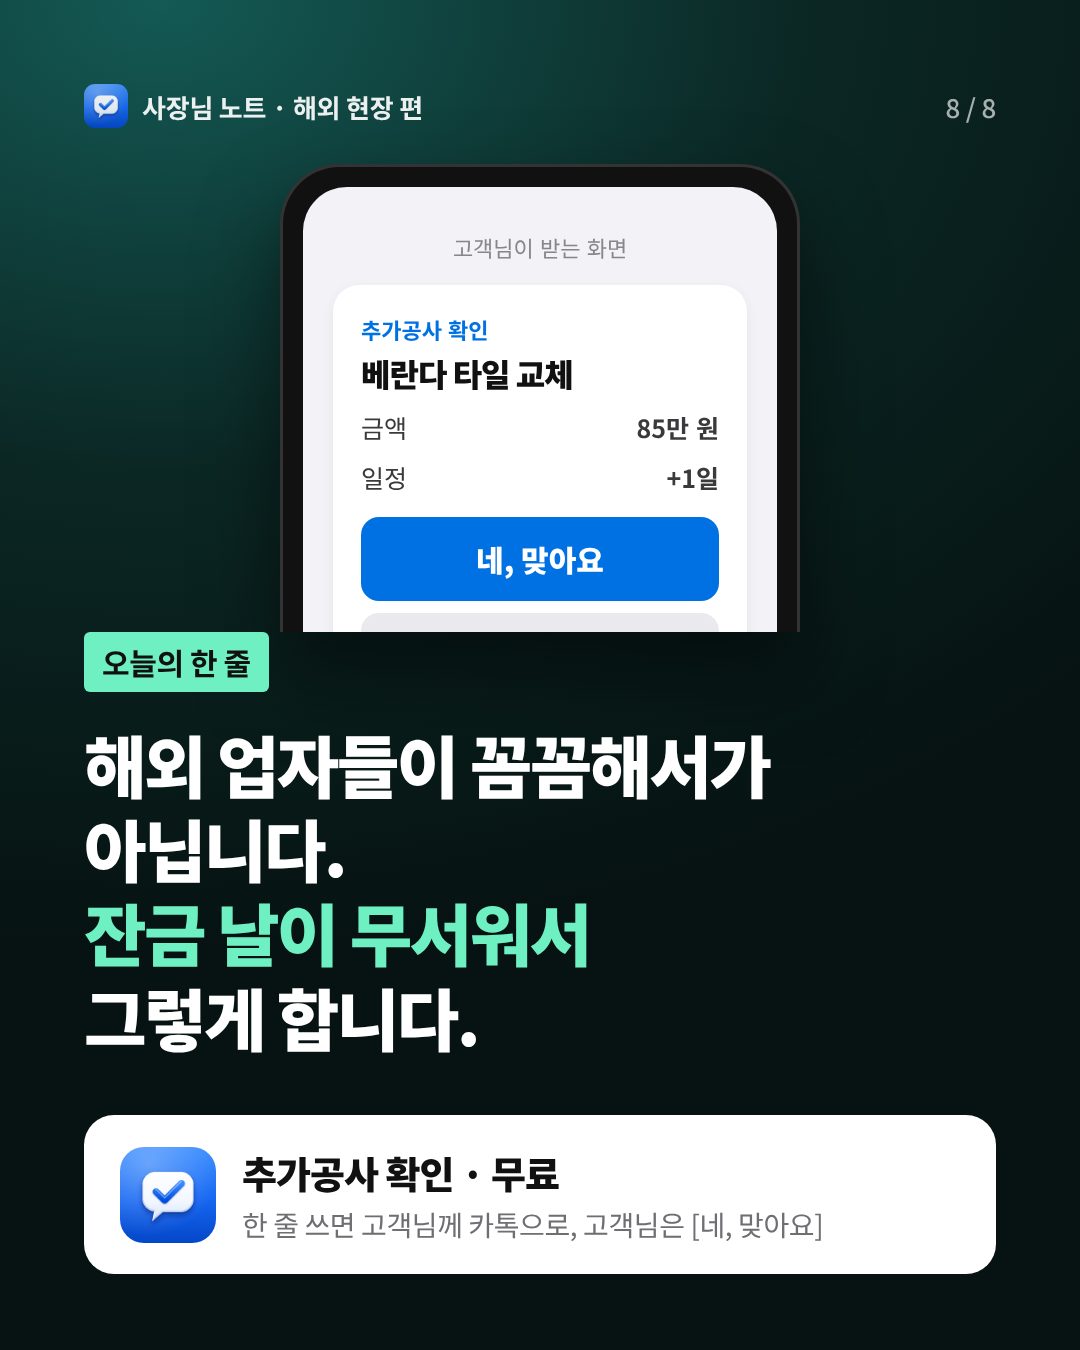 사장님 노트 · 해외 현장 편
8 / 8
고객님이 받는 화면
추가공사 확인
베란다 타일 교체
금액 85만 원
일정 +1일
네, 맞아요
오늘의 한 줄
해외 업자들이 꼼꼼해서가
아닙니다.
잔금 날이 무서워서
그렇게 합니다.
추가공사 확인 · 무료
한 줄 쓰면 고객님께 카톡으로, 고객님은 [네, 맞아요]